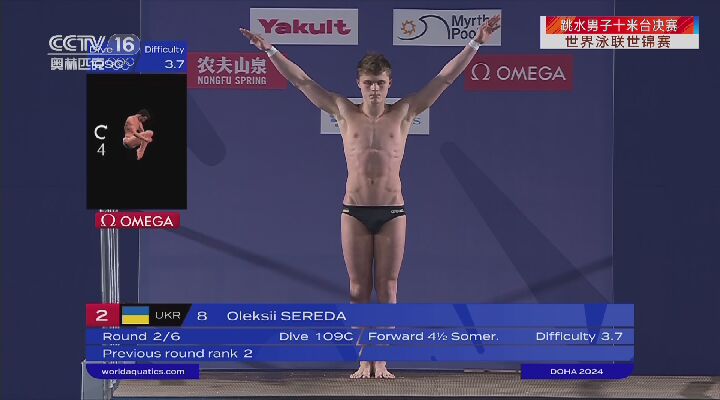 CCTV 16
奥林匹克
Dive
Difficulty
109C
3.7
Yakult
Myrtha
Pools
跳水男子十米台决赛
世界泳联世锦赛
农夫山泉
NONGFU SPRING
Ω OMEGA
C
4
Ω OMEGA
2 UKR 8 Oleksii SEREDA
Round 2/6 Dive 109C Forward 4½ Somer. Difficulty 3.7
Previous round rank 2
worldaquatics.com
DOHA 2024